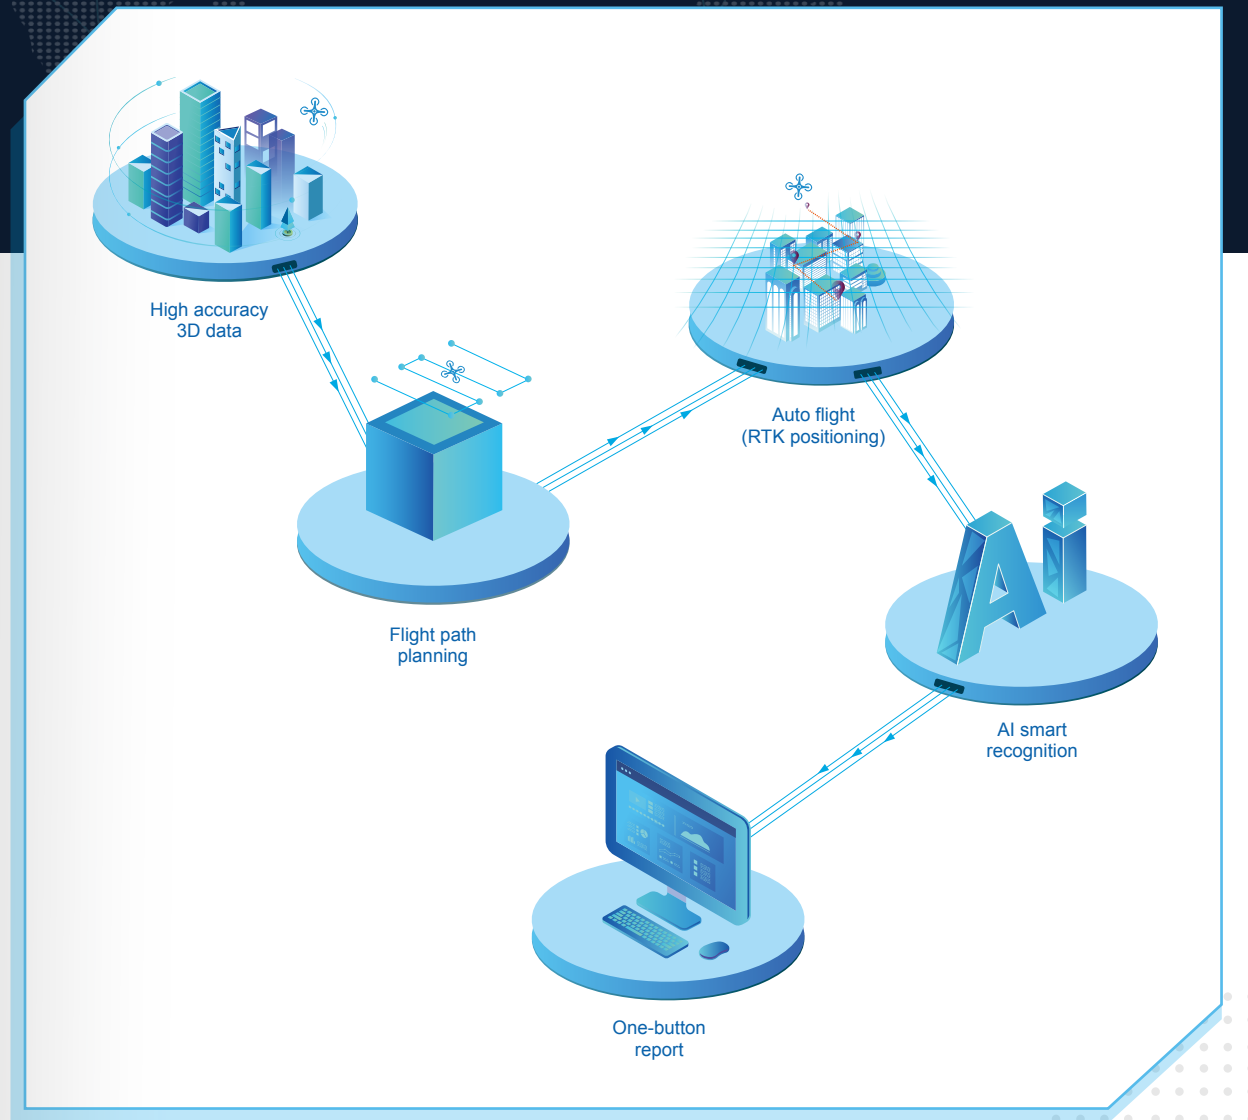 High accuracy
3D data
Auto flight
(RTK positioning)
Flight path
planning
AI smart
recognition
One-button
report